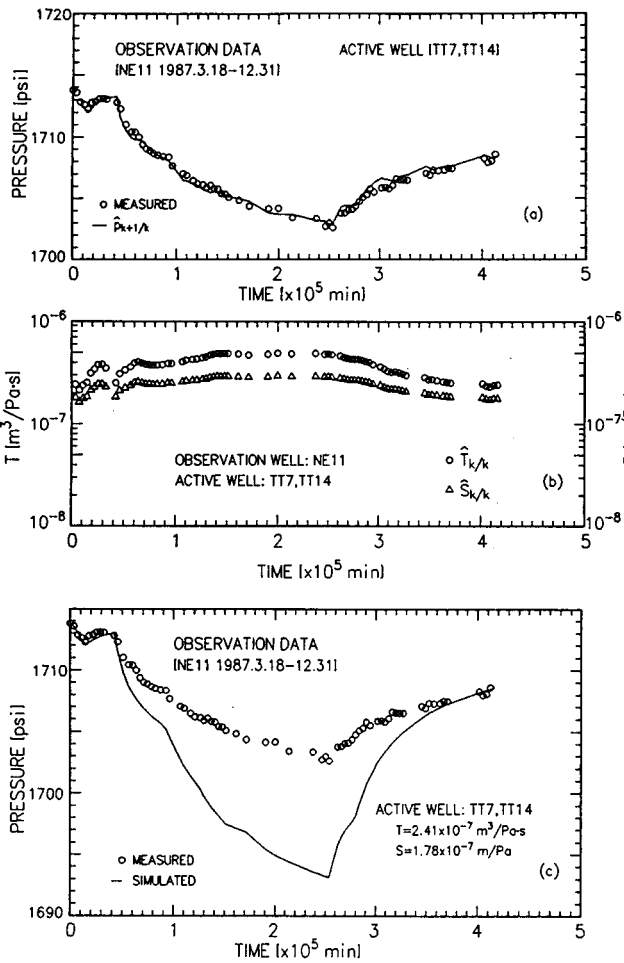 1720
OBSERVATION DATA ACTIVE WELL [TT7,TT14]
[NE11 1987.3.18-12.31]
PRESSURE [psi]
1710
○ MEASURED
— p̂k+1/k
(a)
1700
0 1 2 3 4 5
TIME [x10⁵ min]
10⁻⁶ 10⁻⁶
T [m³/Pa·s]
10⁻⁷ 10⁻⁷
OBSERVATION WELL: NE11 ○ T̂k/k
ACTIVE WELL: TT7,TT14 △ Ŝk/k
(b)
10⁻⁸ 10⁻⁸
0 1 2 3 4 5
TIME [x10⁵ min]
OBSERVATION DATA
[NE11 1987.3.18-12.31]
PRESSURE [psi]
1710
1700
ACTIVE WELL: TT7,TT14
T=2.41x10⁻⁷ m³/Pa·s
S=1.78x10⁻⁷ m/Pa
○ MEASURED
— SIMULATED
(c)
1690
0 1 2 3 4 5
TIME [x10⁵ min]